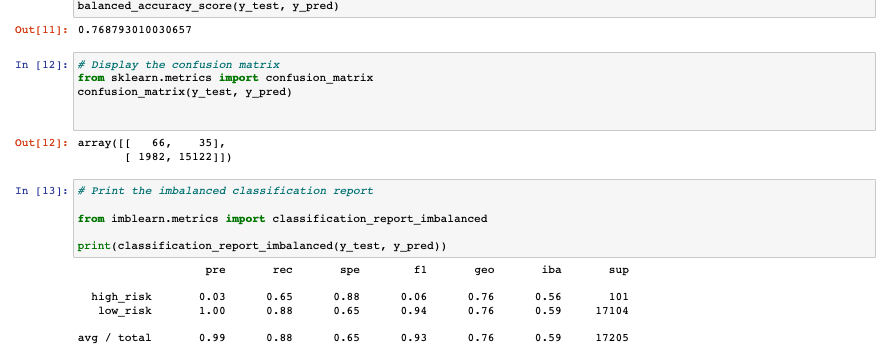 balanced_accuracy_score(y_test, y_pred)
Out[11]: 0.768793010030657
In [12]: # Display the confusion matrix
from sklearn.metrics import confusion_matrix
confusion_matrix(y_test, y_pred)
Out[12]: array([[   66,    35],
       [ 1982, 15122]])
In [13]: # Print the imbalanced classification report
from imblearn.metrics import classification_report_imbalanced
print(classification_report_imbalanced(y_test, y_pred))
pre rec spe f1 geo iba sup
high_risk 0.03 0.65 0.88 0.06 0.76 0.56 101
low_risk 1.00 0.88 0.65 0.94 0.76 0.59 17104
avg / total 0.99 0.88 0.65 0.93 0.76 0.59 17205